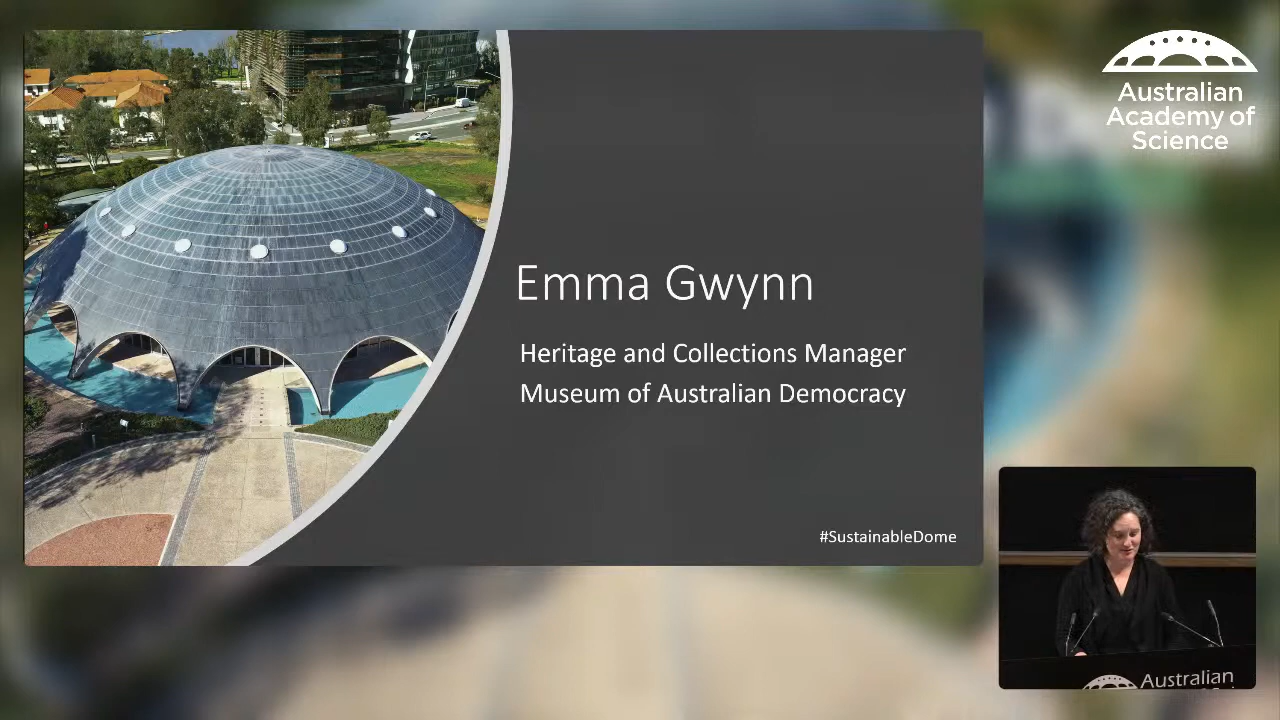 Emma Gwynn
Heritage and Collections Manager
Museum of Australian Democracy
#SustainableDome
Australian
Academy of
Science
Australian